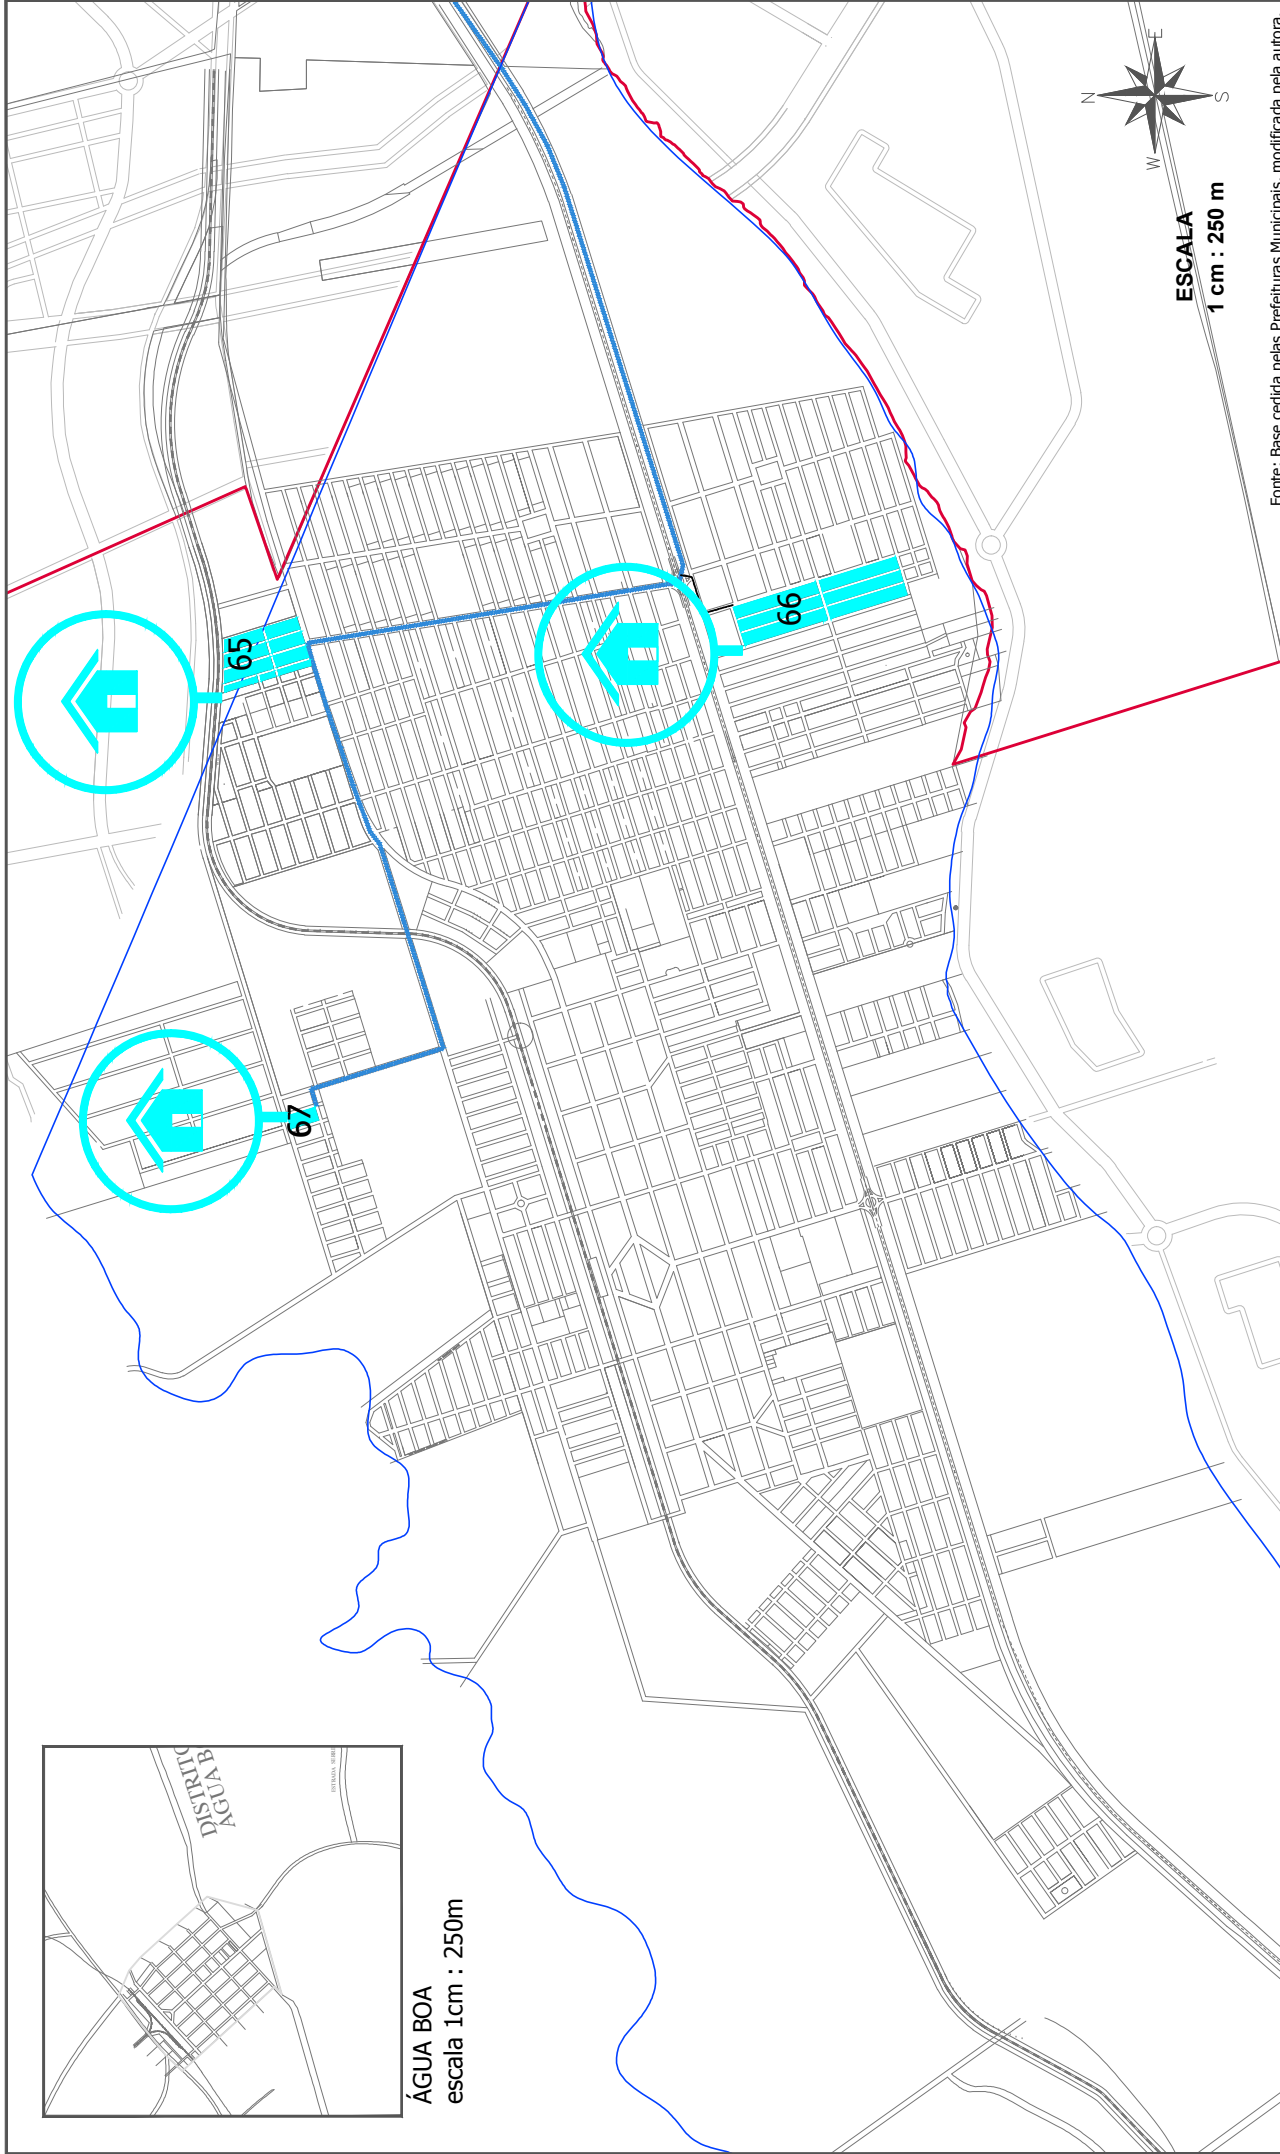 65
66
67
N
W
E
S
ESCALA
1 cm : 250 m
DISTRITO
ÁGUA B
ÁGUA BOA
escala 1cm : 250m
Fonte: Base cedida pelas Prefeituras Municipais, modificada pela autora.